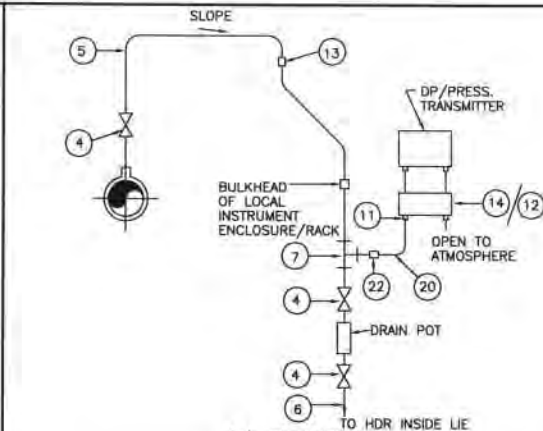 SLOPE
5
13
DP/PRESS.
TRANSMITTER
4
BULKHEAD
OF LOCAL
INSTRUMENT
ENCLOSURE/RACK
11
14/12
OPEN TO
ATMOSPHERE
7
22
20
4
DRAIN POT
4
6
TO HDR INSIDE LIE